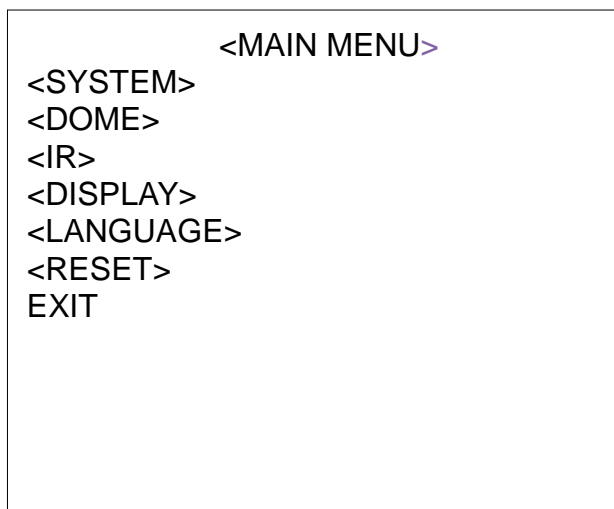 <MAIN MENU>
<SYSTEM>
<DOME>
<IR>
<DISPLAY>
<LANGUAGE>
<RESET>
EXIT